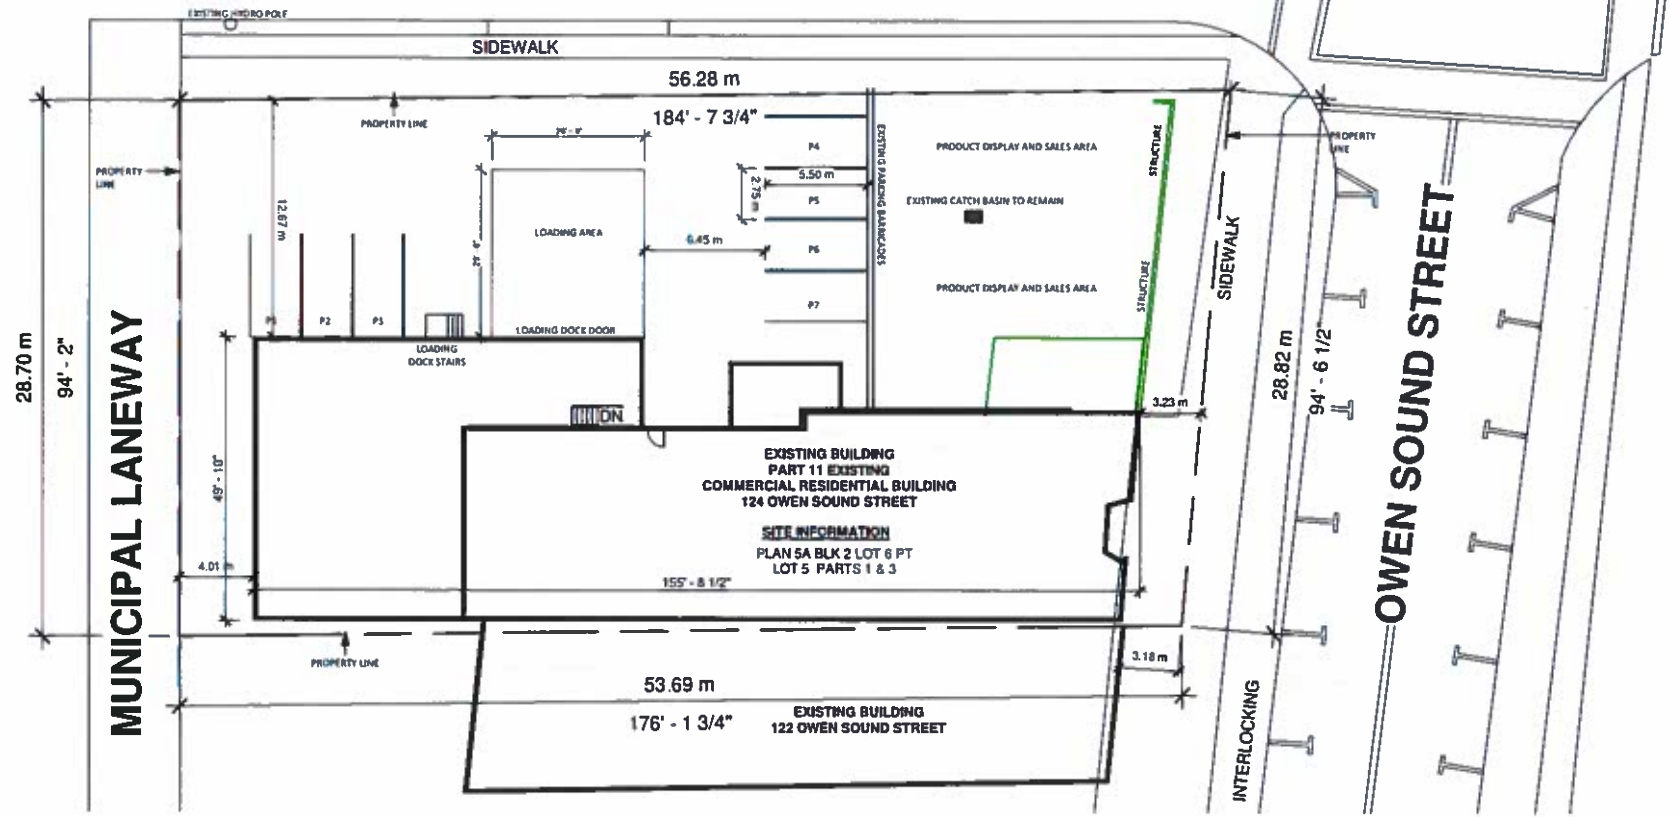 EXISTING HYDRO POLE
SIDEWALK
56.28 m
184' - 7 3/4"
PROPERTY LINE
PROPERTY
LINE
PROPERTY
LINE
P4
5.50 m
2.75 m
P5
P6
P7
EXISTING PARKING BARRICADES
PRODUCT DISPLAY AND SALES AREA
EXISTING CATCH BASIN TO REMAIN
PRODUCT DISPLAY AND SALES AREA
STRUCTURE
STRUCTURE
SIDEWALK
12.67 m
LOADING AREA
6.45 m
P1
P2
P3
LOADING DOCK DOOR
LOADING
DOCK STAIRS
28.70 m
94' - 2"
MUNICIPAL LANEWAY
DN
3.23 m
28.82 m
94' - 6 1/2"
OWEN SOUND STREET
49' - 10"
EXISTING BUILDING
PART 11 EXISTING
COMMERCIAL RESIDENTIAL BUILDING
124 OWEN SOUND STREET
SITE INFORMATION
PLAN 5A BLK 2 LOT 6 PT
LOT 5 PARTS 1 & 3
4.01 m
155' - 8 1/2"
PROPERTY LINE
3.18 m
53.69 m
176' - 1 3/4"
EXISTING BUILDING
122 OWEN SOUND STREET
INTERLOCKING